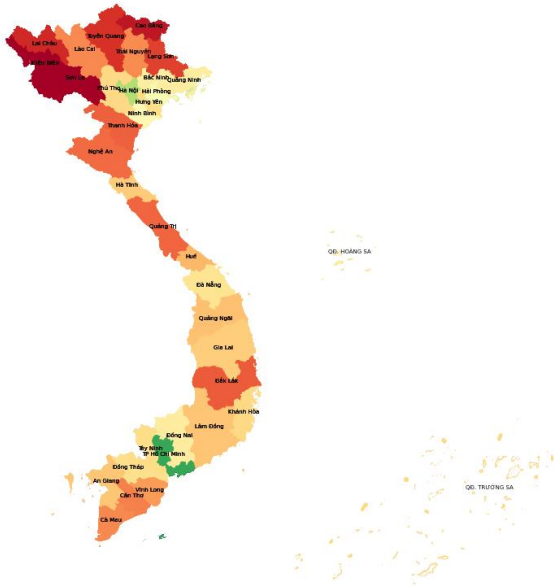 Cao Bằng
Tuyên Quang
Lai Châu
Lào Cai
Thái Nguyên
Lạng Sơn
Điện Biên
Sơn La
Bắc Ninh
Quảng Ninh
Phú Thọ
Hà Nội
Hải Phòng
Hưng Yên
Ninh Bình
Thanh Hóa
Nghệ An
Hà Tĩnh
Quảng Trị
QĐ. HOÀNG SA
Huế
Đà Nẵng
Quảng Ngãi
Gia Lai
Đắk Lắk
Khánh Hòa
Lâm Đồng
Đồng Nai
Tây Ninh
TP Hồ Chí Minh
Đồng Tháp
An Giang
Vĩnh Long
Cần Thơ
QĐ. TRƯỜNG SA
Cà Mau